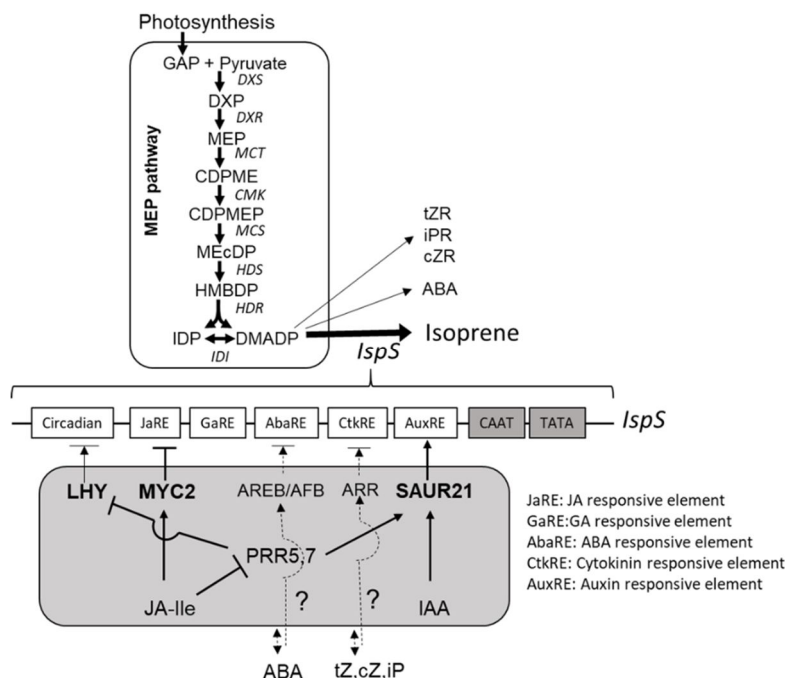 Photosynthesis
GAP + Pyruvate
DXS
DXP
DXR
MEP
MCT
CDPME
CMK
CDPMEP
MCS
MEcDP
HDS
HMBDP
HDR
IDP
DMADP
IDI
MEP pathway
tZR
iPR
cZR
ABA
Isoprene
IspS
Circadian JaRE GaRE AbaRE CtkRE AuxRE CAAT TATA IspS
LHY MYC2 AREB/AFB ARR SAUR21
PRR5,7
? ?
JA-Ile IAA
ABA tZ,cZ,iP
JaRE: JA responsive element
GaRE:GA responsive element
AbaRE: ABA responsive element
CtkRE: Cytokinin responsive element
AuxRE: Auxin responsive element